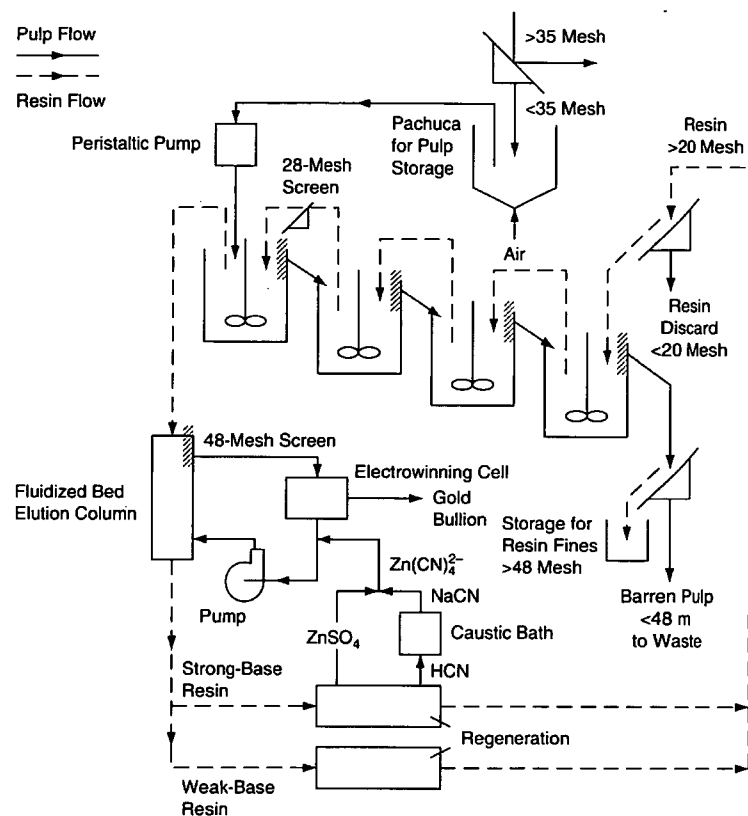 Pulp Flow
Resin Flow
>35 Mesh
<35 Mesh
Pachuca
for Pulp
Storage
Air
Peristaltic Pump
28-Mesh
Screen
Resin
>20 Mesh
Resin
Discard
<20 Mesh
48-Mesh Screen
Fluidized Bed
Elution Column
Electrowinning Cell
Gold
Bullion
Storage for
Resin Fines
>48 Mesh
Barren Pulp
<48 m
to Waste
Pump
Zn(CN)₄²⁻
NaCN
ZnSO₄
Caustic Bath
HCN
Strong-Base
Resin
Regeneration
Weak-Base
Resin